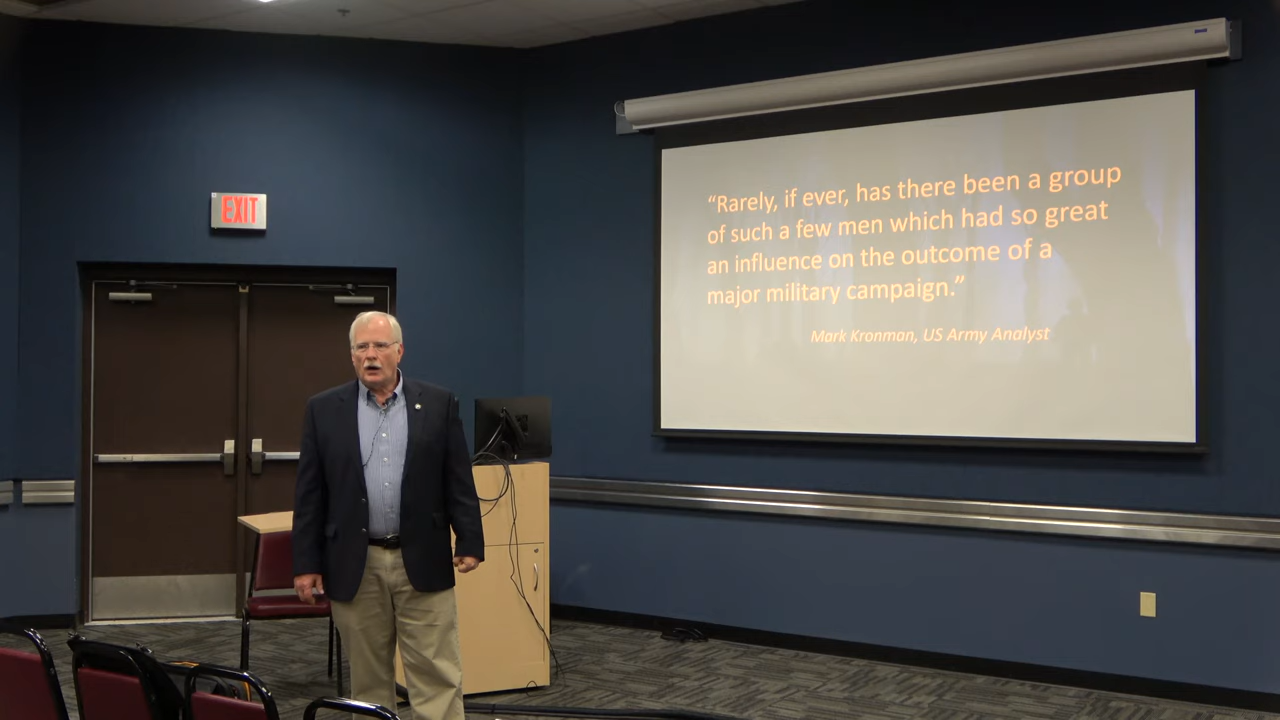 EXIT
“Rarely, if ever, has there been a group
of such a few men which had so great
an influence on the outcome of a
major military campaign.”
Mark Kronman, US Army Analyst